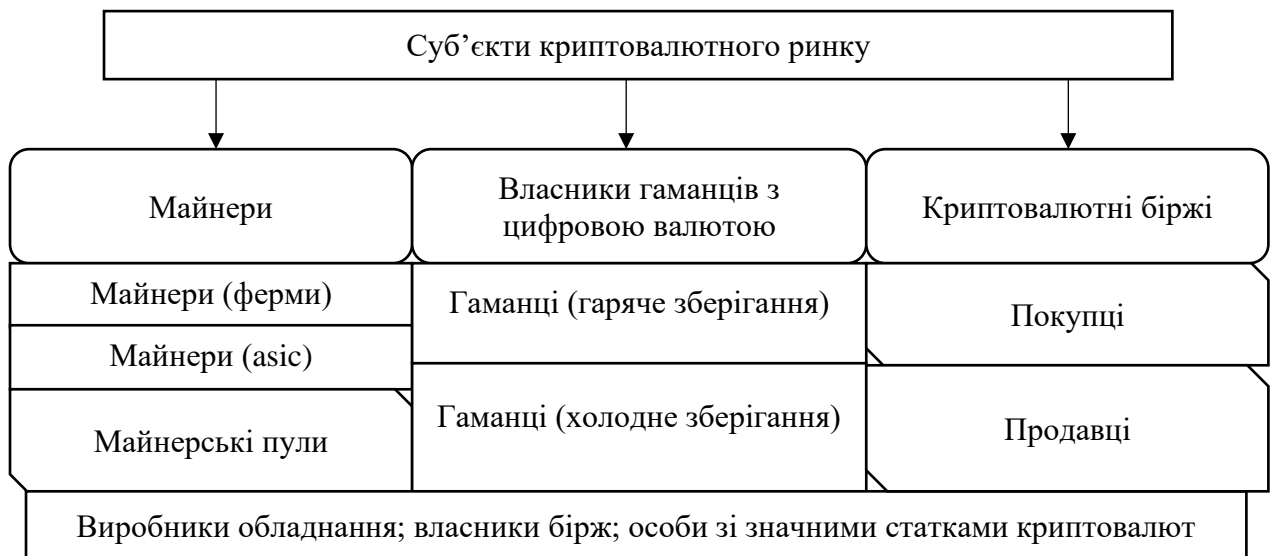 Суб’єкти криптовалютного ринку
Майнери
Власники гаманців з
цифровою валютою
Криптовалютні біржі
Майнери (ферми)
Майнери (asic)
Майнерські пули
Гаманці (гаряче зберігання)
Гаманці (холодне зберігання)
Покупці
Продавці
Виробники обладнання; власники бірж; особи зі значними статками криптовалют